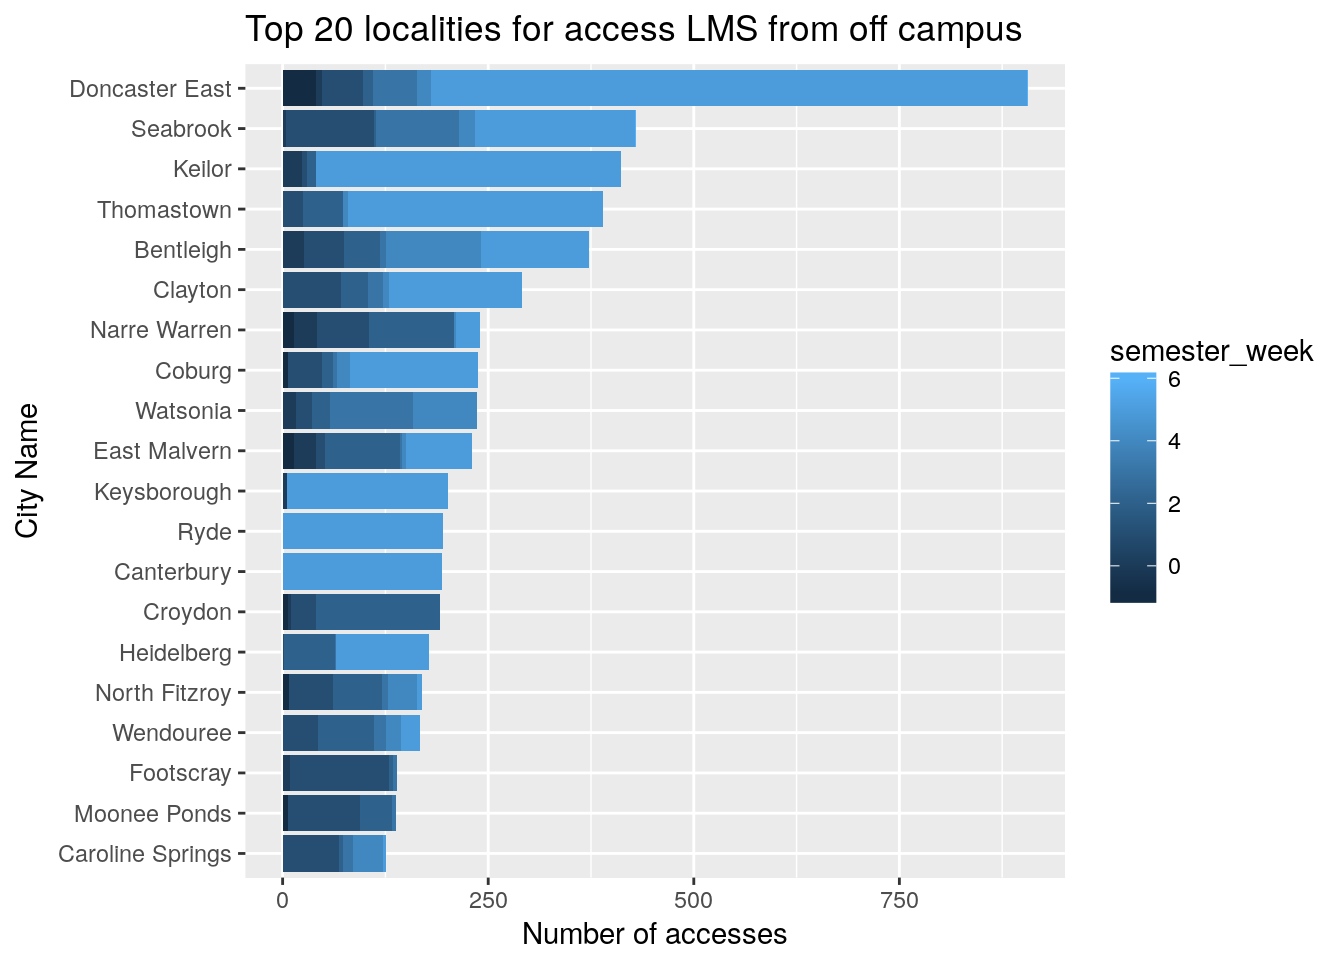 Top 20 localities for access LMS from off campus
City Name
Doncaster East
Seabrook
Keilor
Thomastown
Bentleigh
Clayton
Narre Warren
Coburg
Watsonia
East Malvern
Keysborough
Ryde
Canterbury
Croydon
Heidelberg
North Fitzroy
Wendouree
Footscray
Moonee Ponds
Caroline Springs
0 250 500 750
Number of accesses
semester_week
6
4
2
0